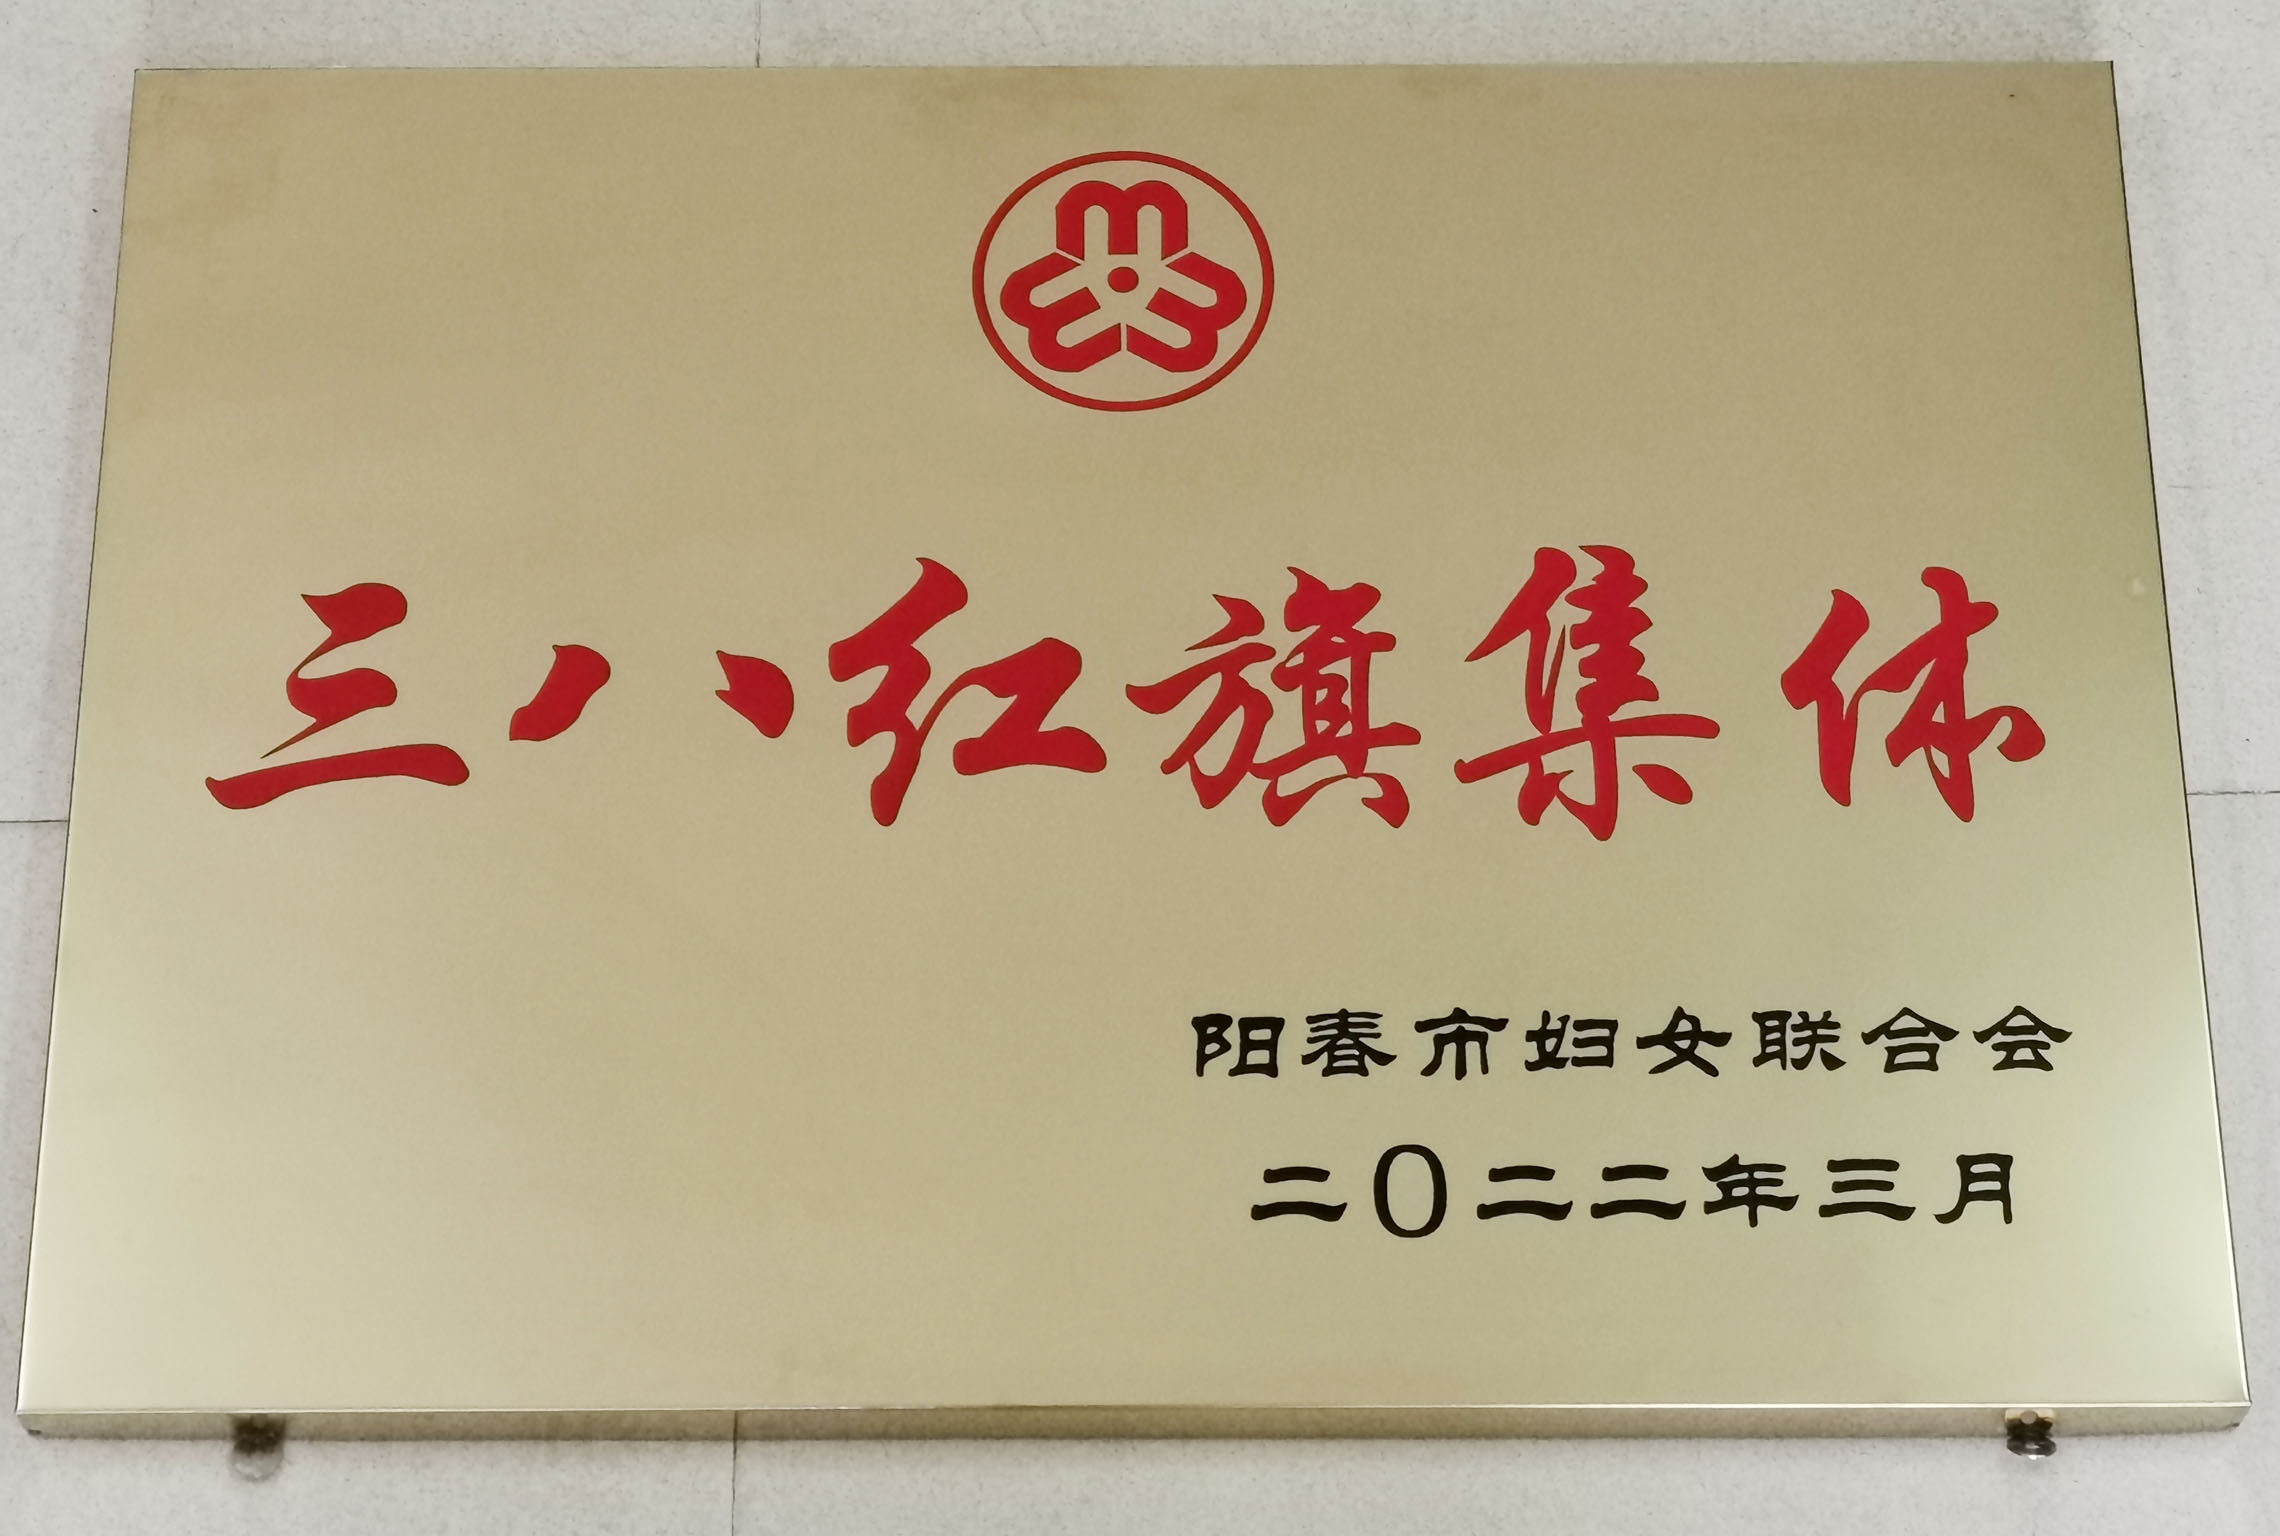 三八红旗集体
阳春市妇女联合会
二0二二年三月